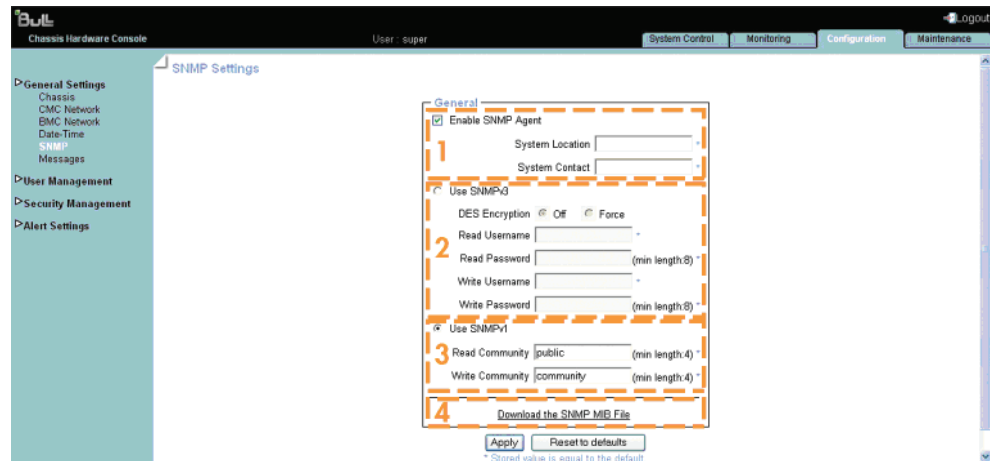 Bull
Logout
Chassis Hardware Console
User : super
System Control
Monitoring
Configuration
Maintenance
SNMP Settings
General Settings
Chassis
CMC Network
BMC Network
Date-Time
SNMP
Messages
User Management
Security Management
Alert Settings
General
Enable SNMP Agent
1
System Location *
System Contact *
Use SNMPv3
DES Encryption Off Force
2
Read Username *
Read Password (min length:8) *
Write Username *
Write Password (min length:8) *
Use SNMPv1
3
Read Community public (min length:4) *
Write Community community (min length:4) *
4
Download the SNMP MIB File
Apply Reset to defaults
* Stored value is equal to the default.